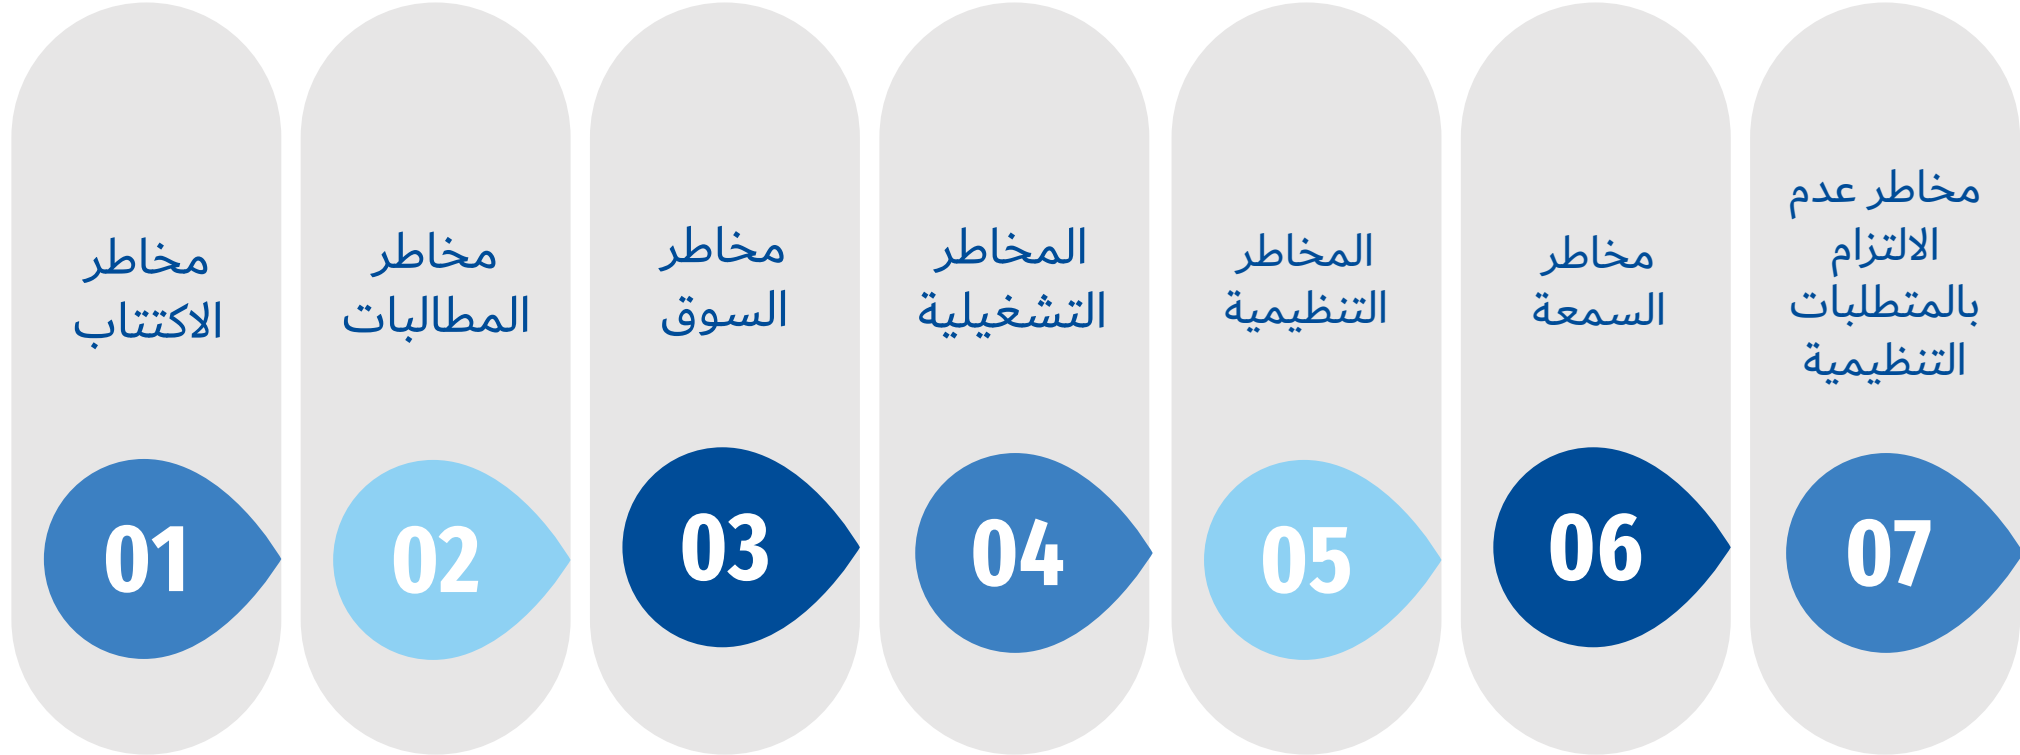 مخاطر
الاكتتاب
01
مخاطر
المطالبات
02
مخاطر
السوق
03
المخاطر
التشغيلية
04
المخاطر
التنظيمية
05
مخاطر
السمعة
06
مخاطر عدم
الالتزام
بالمتطلبات
التنظيمية
07